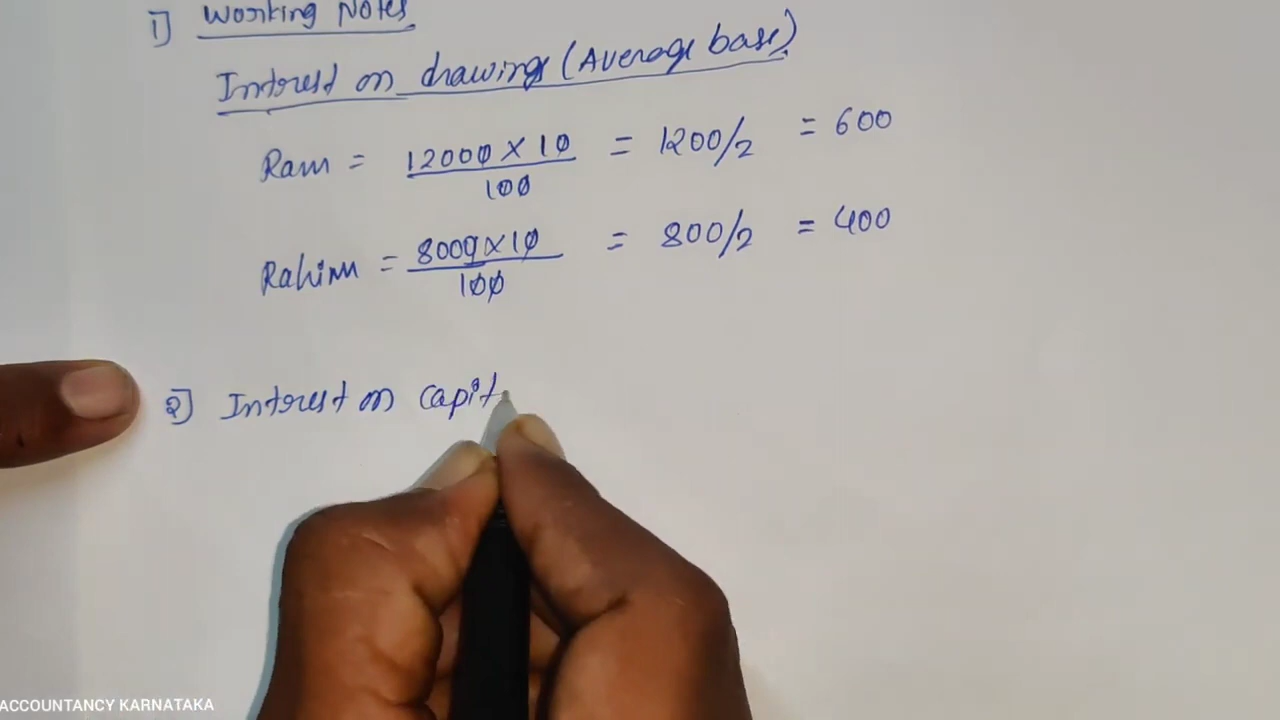 1] Working Notes
Interest on drawings (Average base)
Ram = 12000 X 10 / 100 = 1200/2 = 600
Rahim = 8000 X 10 / 100 = 800/2 = 400
2] Interest on capit
ACCOUNTANCY KARNATAKA